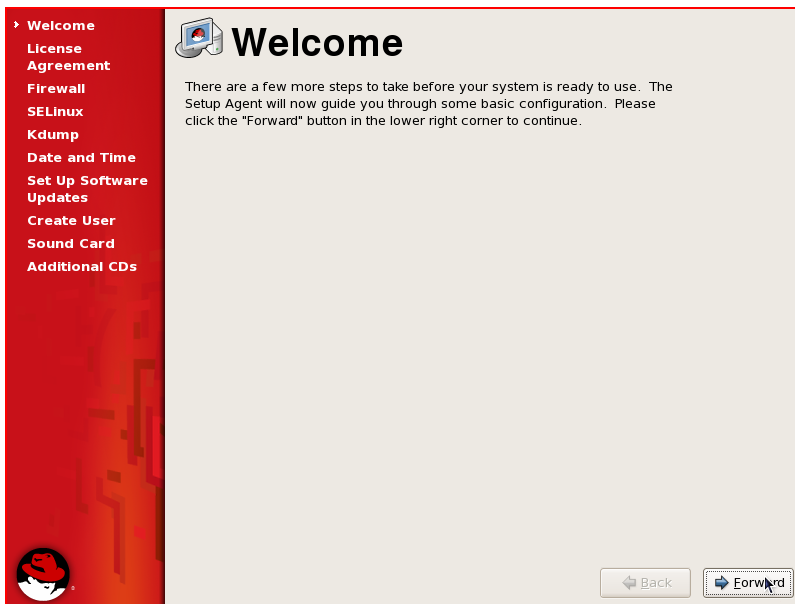 Welcome
License
Agreement
Firewall
SELinux
Kdump
Date and Time
Set Up Software
Updates
Create User
Sound Card
Additional CDs
Welcome
There are a few more steps to take before your system is ready to use.  The
Setup Agent will now guide you through some basic configuration.  Please
click the "Forward" button in the lower right corner to continue.
®
Back
Forward